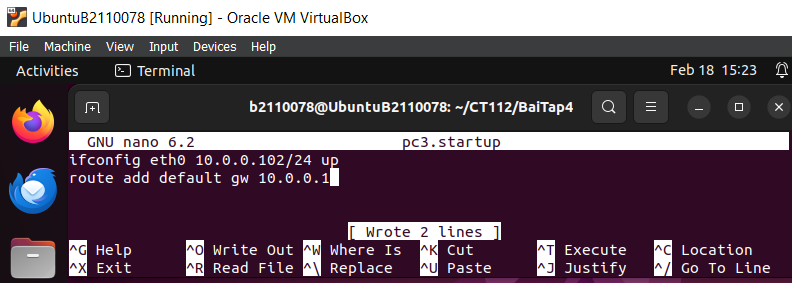 UbuntuB2110078 [Running] - Oracle VM VirtualBox
File Machine View Input Devices Help
Activities Terminal Feb 18 15:23
b2110078@UbuntuB2110078: ~/CT112/BaiTap4
GNU nano 6.2 pc3.startup
ifconfig eth0 10.0.0.102/24 up
route add default gw 10.0.0.1
[ Wrote 2 lines ]
^G Help ^O Write Out ^W Where Is ^K Cut ^T Execute ^C Location
^X Exit ^R Read File ^\ Replace ^U Paste ^J Justify ^/ Go To Line